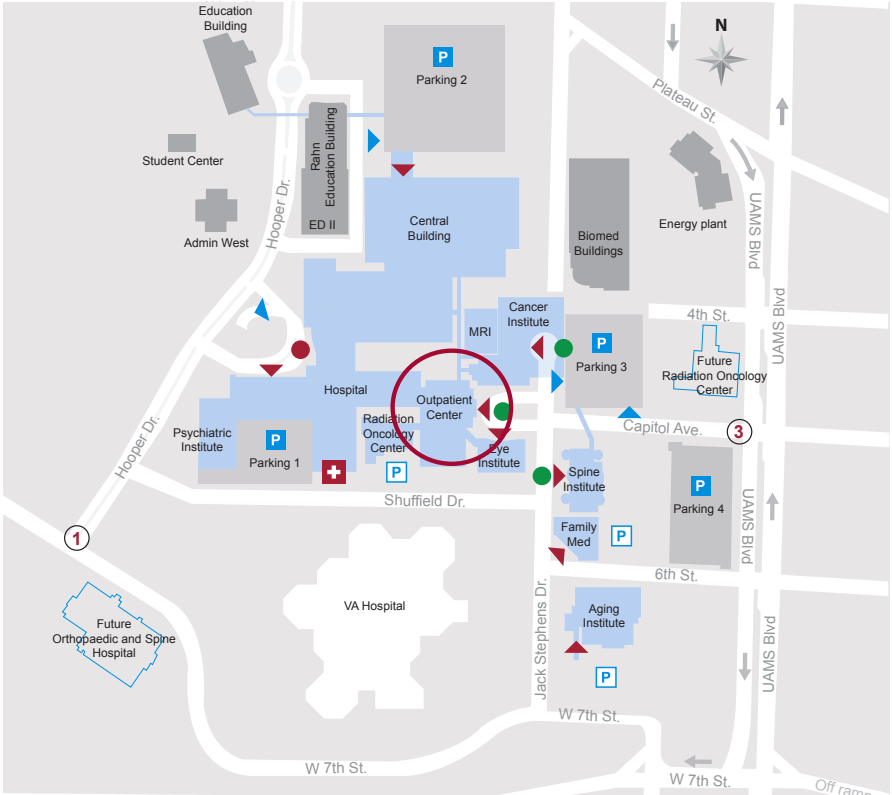 Education
Building
N
P
Parking 2
Plateau St.
Rahn
Education Building
Student Center
Hooper Dr.
UAMS Blvd
ED II
Central
Building
Energy plant
Admin West
Biomed
Buildings
UAMS Blvd
Cancer
Institute
4th St.
MRI
P
Parking 3
Future
Radiation Oncology
Center
Hospital
Outpatient
Center
Radiation
Oncology
Center
Capitol Ave.
3
Psychiatric
Institute
P
Parking 1
Hooper Dr.
Eye
Institute
P
Spine
Institute
P
Parking 4
Shuffield Dr.
UAMS Blvd
Family
Med
P
1
6th St.
VA Hospital
Aging
Institute
Future
Orthopaedic and Spine
Hospital
Jack Stephens Dr.
UAMS Blvd
P
W 7th St.
W 7th St.
W 7th St.
Off ramp